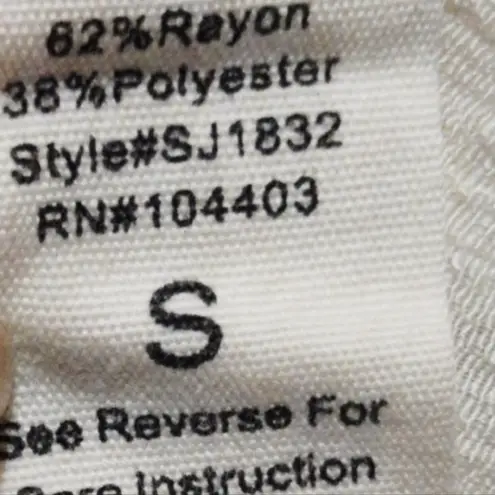 62%Rayon
38%Polyester
Style#SJ1832
RN#104403
S
See Reverse For
Care Instruction